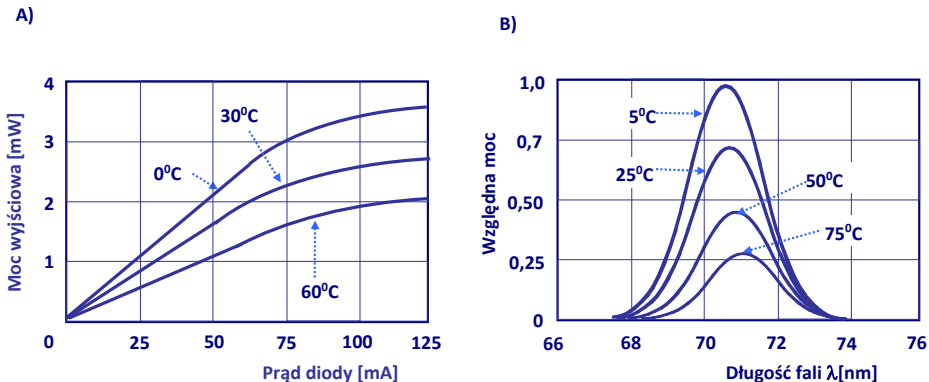 A)
Moc wyjściowa [mW]
4
3
2
1
0
25
50
75
100
125
30⁰C
0⁰C
60⁰C
Prąd diody [mA]
B)
Względna moc
1.0
0,7
0,50
0,25
0
66
68
70
72
74
76
5⁰C
25⁰C
50⁰C
75⁰C
Długość fali λ[nm]